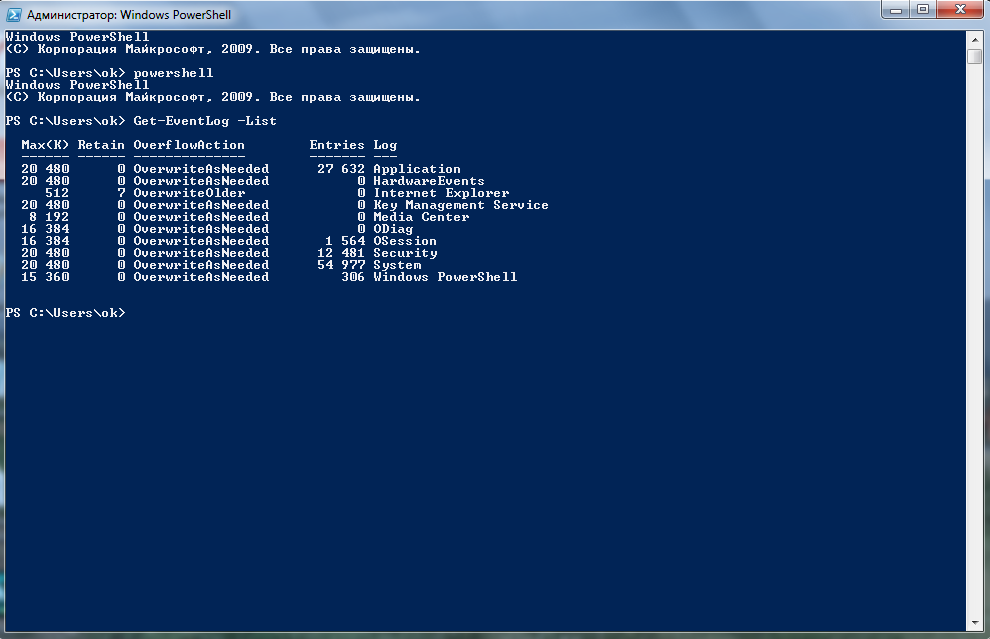 Администратор: Windows PowerShell
Windows PowerShell
(C) Корпорация Майкрософт, 2009. Все права защищены.
PS C:\Users\ok> powershell
Windows PowerShell
(C) Корпорация Майкрософт, 2009. Все права защищены.
PS C:\Users\ok> Get-EventLog -List
Max(K) Retain OverflowAction Entries Log
------ ------ -------------- ------- ---
20 480 0 OverwriteAsNeeded 27 632 Application
20 480 0 OverwriteAsNeeded 0 HardwareEvents
512 7 OverwriteOlder 0 Internet Explorer
20 480 0 OverwriteAsNeeded 0 Key Management Service
8 192 0 OverwriteAsNeeded 0 Media Center
16 384 0 OverwriteAsNeeded 0 ODiag
16 384 0 OverwriteAsNeeded 1 564 OSession
20 480 0 OverwriteAsNeeded 12 481 Security
20 480 0 OverwriteAsNeeded 54 977 System
15 360 0 OverwriteAsNeeded 306 Windows PowerShell
PS C:\Users\ok>